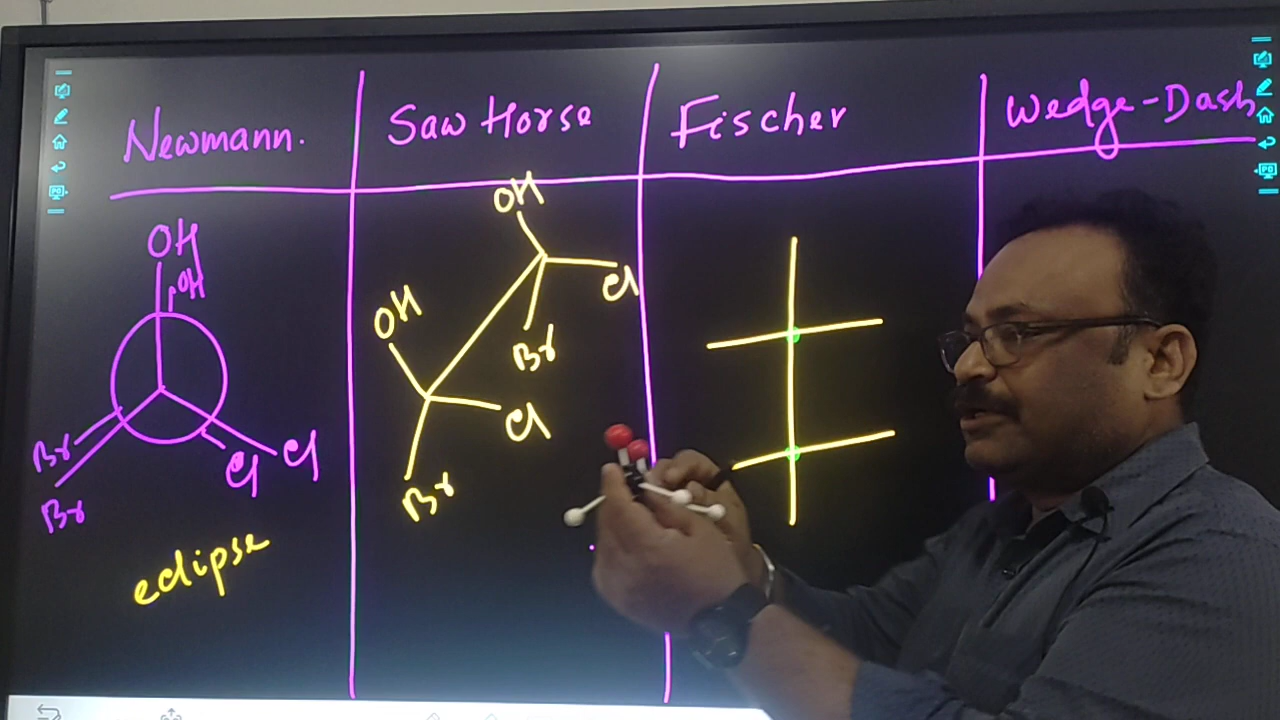 Newmann.
Saw Horse
Fischer
Wedge-Dash
OH
OH
Br
Br
Cl
Cl
eclipse
OH
Cl
Br
OH
Cl
Br